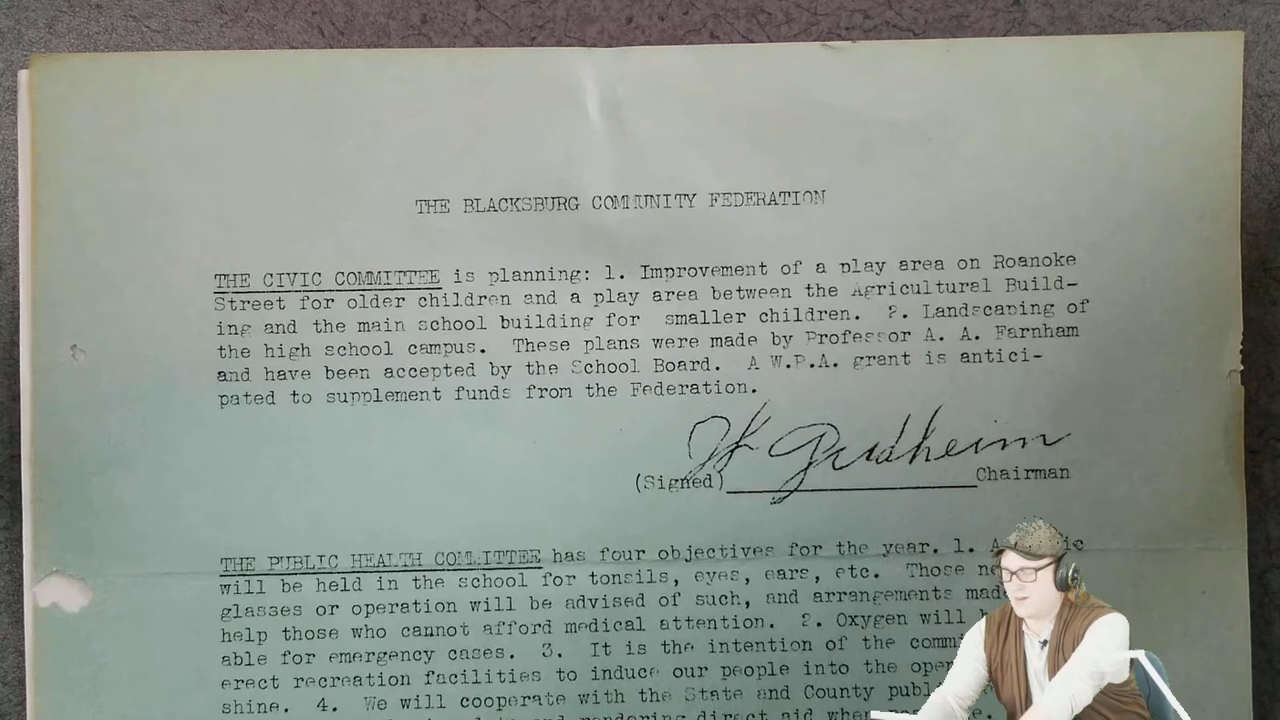 THE BLACKSBURG COMMUNITY FEDERATION
THE CIVIC COMMITTEE is planning: 1. Improvement of a play area on Roanoke
Street for older children and a play area between the Agricultural Build-
ing and the main school building for smaller children. 2. Landscaping of
the high school campus. These plans were made by Professor A. A. Farnham
and have been accepted by the School Board. A W.P.A. grant is antici-
pated to supplement funds from the Federation.
(Signed) Chairman
THE PUBLIC HEALTH COMMITTEE has four objectives for the year. 1.
will be held in the school for tonsils, eyes, ears, etc. Those
glasses or operation will be advised of such, and arrangements made
help those who cannot afford medical attention. 2. Oxygen will
able for emergency cases. 3. It is the intention of the
erect recreation facilities to induce our people into the
shine. 4. We will cooperate with the State and County
and rendering direct aid when